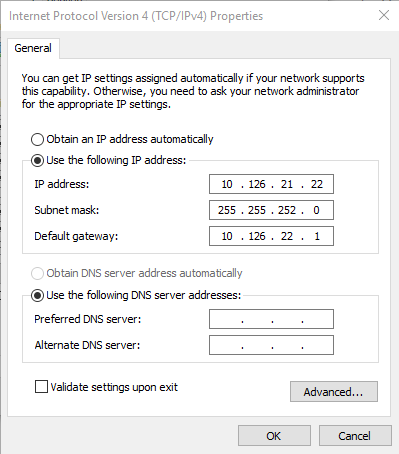 Internet Protocol Version 4 (TCP/IPv4) Properties
General
You can get IP settings assigned automatically if your network supports
this capability. Otherwise, you need to ask your network administrator
for the appropriate IP settings.
Obtain an IP address automatically
Use the following IP address:
IP address: 10 . 126 . 21 . 22
Subnet mask: 255 . 255 . 252 . 0
Default gateway: 10 . 126 . 22 . 1
Obtain DNS server address automatically
Use the following DNS server addresses:
Preferred DNS server: . . .
Alternate DNS server: . . .
Validate settings upon exit
Advanced...
OK Cancel